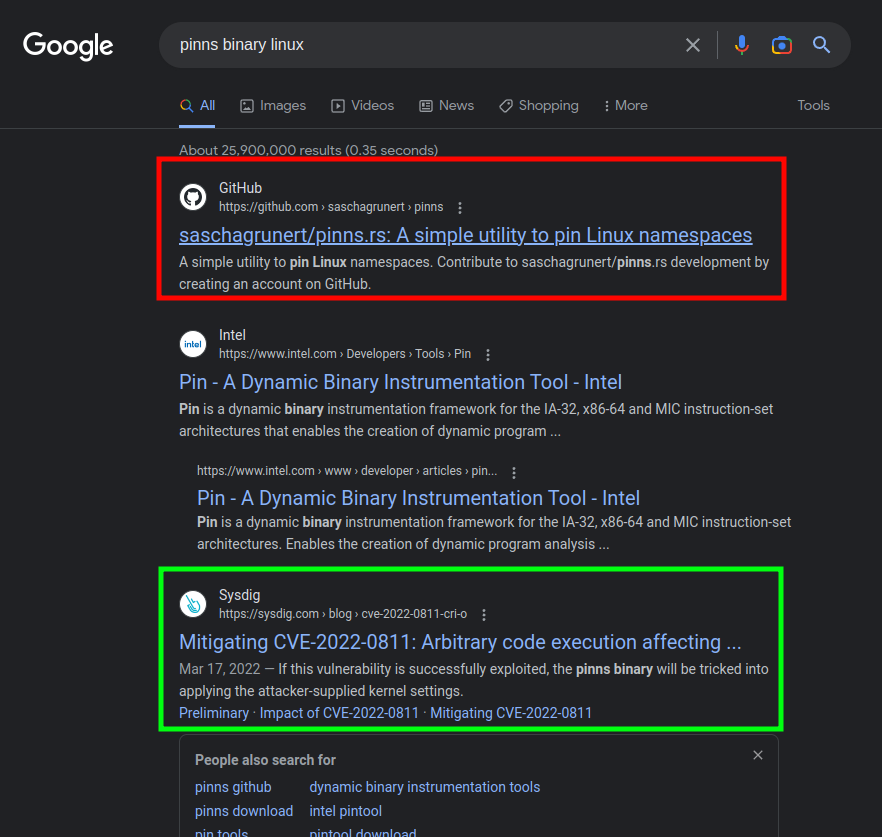 Google
pinns binary linux
All Images Videos News Shopping More Tools
About 25,900,000 results (0.35 seconds)
GitHub
https://github.com › saschagrunert › pinns
saschagrunert/pinns.rs: A simple utility to pin Linux namespaces
A simple utility to pin Linux namespaces. Contribute to saschagrunert/pinns.rs development by
creating an account on GitHub.
intel
Intel
https://www.intel.com › Developers › Tools › Pin
Pin - A Dynamic Binary Instrumentation Tool - Intel
Pin is a dynamic binary instrumentation framework for the IA-32, x86-64 and MIC instruction-set
architectures that enables the creation of dynamic program ...
https://www.intel.com › www › developer › articles › pin...
Pin - A Dynamic Binary Instrumentation Tool - Intel
Pin is a dynamic binary instrumentation framework for the IA-32, x86-64 and MIC instruction-set
architectures. Enables the creation of dynamic program analysis ...
Sysdig
https://sysdig.com › blog › cve-2022-0811-cri-o
Mitigating CVE-2022-0811: Arbitrary code execution affecting ...
Mar 17, 2022 — If this vulnerability is successfully exploited, the pinns binary will be tricked into
applying the attacker-supplied kernel settings.
Preliminary · Impact of CVE-2022-0811 · Mitigating CVE-2022-0811
People also search for
pinns github dynamic binary instrumentation tools
pinns download intel pintool
pin tools pintool download